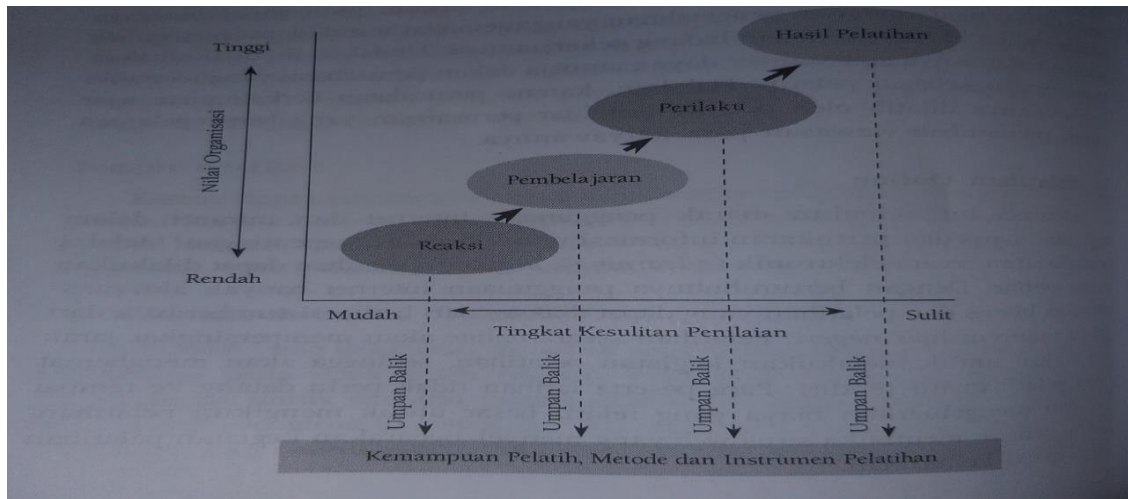 Tinggi
Hasil Pelatihan
Nilai Organisasi
Perilaku
Pembelajaran
Reaksi
Rendah
Mudah
Tingkat Kesulitan Penilaian
Sulit
Umpan Balik
Umpan Balik
Umpan Balik
Umpan Balik
Kemampuan Pelatih, Metode dan Instrumen Pelatihan